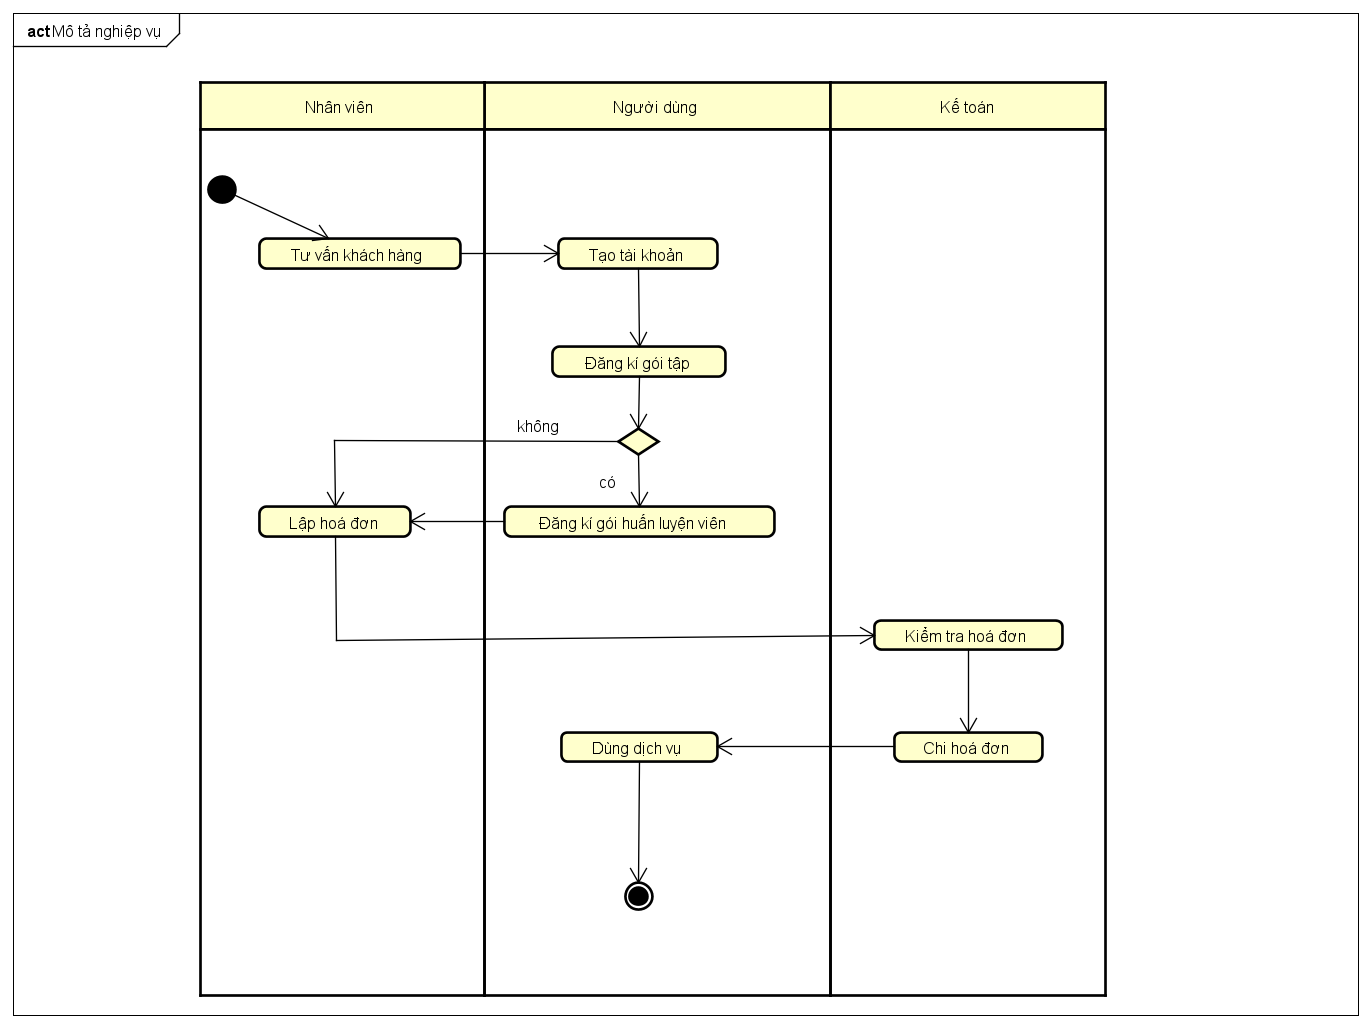 act Mô tả nghiệp vụ
Nhân viên
Người dùng
Kế toán
Tư vấn khách hàng
Tạo tài khoản
Đăng kí gói tập
không
có
Lập hoá đơn
Đăng kí gói huấn luyện viên
Kiểm tra hoá đơn
Dùng dịch vụ
Chi hoá đơn